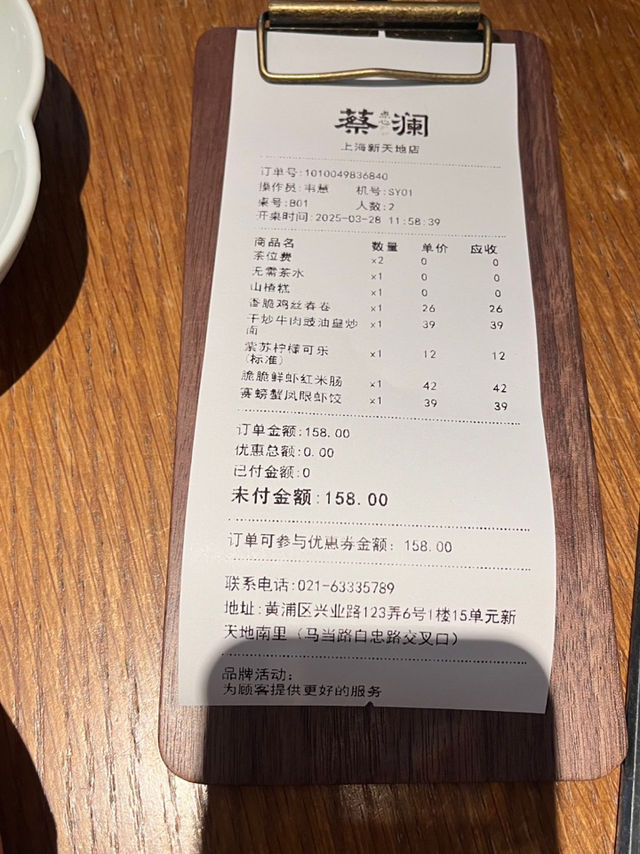 蔡澜
点心
上海新天地店
订单号:1010049836840
操作员:韦慧 机号:SY01
桌号:B01 人数:2
开桌时间:2025-03-28 11:58:39
商品名 数量 单价 应收
茶位费 x2 0 0
无需茶水 x1 0 0
山楂糕 x1 0 0
香脆鸡丝春卷 x1 26 26
干炒牛肉豉油皇炒 x1 39 39
面
紫苏柠檬可乐 x1 12 12
(标准)
脆脆鲜虾红米肠 x1 42 42
赛螃蟹凤眼虾饺 x1 39 39
订单金额:158.00
优惠总额:0.00
已付金额:0
未付金额:158.00
订单可参与优惠券金额: 158.00
联系电话:021-63335789
地址:黄浦区兴业路123弄6号1楼15单元新
天地南里（马当路自忠路交叉口）
品牌活动:
为顾客提供更好的服务